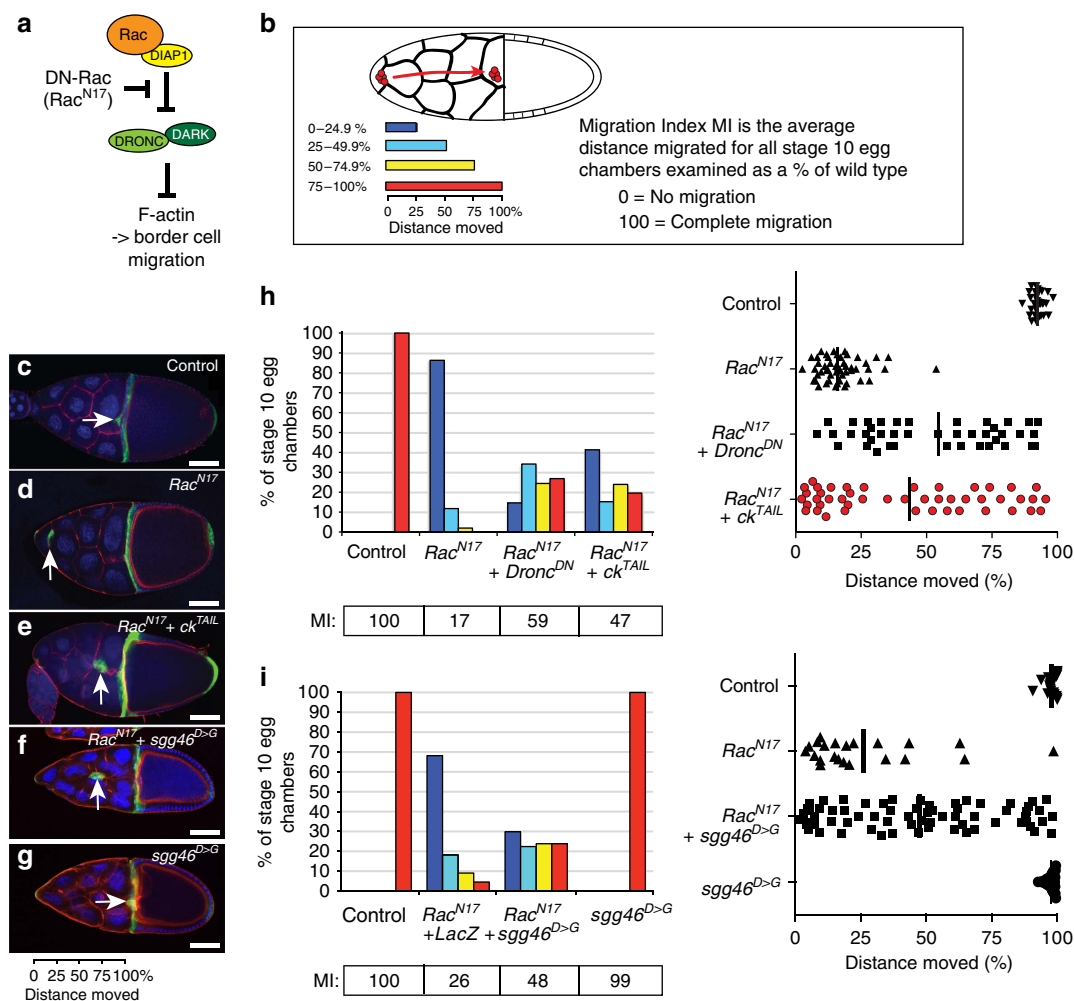 a
Rac
DIAP1
DN-Rac
(Rac^N17)
DRONC
DARK
F-actin
-> border cell
migration
b
0–24.9 %
25–49.9%
50–74.9%
75–100%
0 25 50 75 100%
Distance moved
Migration Index MI is the average
distance migrated for all stage 10 egg
chambers examined as a % of wild type
0 = No migration
100 = Complete migration
c
Control
d
Rac^N17
e
Rac^N17+ ck^TAIL
f
Rac^N17+ sgg46^D>G
g
sgg46^D>G
0 25 50 75 100%
Distance moved
h
% of stage 10 egg
chambers
100
90
80
70
60
50
40
30
20
10
0
Control
Rac^N17
Rac^N17
+ Dronc^DN
Rac^N17
+ ck^TAIL
MI: 100 17 59 47
Control
Rac^N17
Rac^N17
+ Dronc^DN
Rac^N17
+ ck^TAIL
0 25 50 75 100
Distance moved (%)
i
% of stage 10 egg
chambers
100
90
80
70
60
50
40
30
20
10
0
Control
Rac^N17
+LacZ
Rac^N17
+sgg46^D>G
sgg46^D>G
MI: 100 26 48 99
Control
Rac^N17
Rac^N17
+ sgg46^D>G
sgg46^D>G
0 25 50 75 100
Distance moved (%)